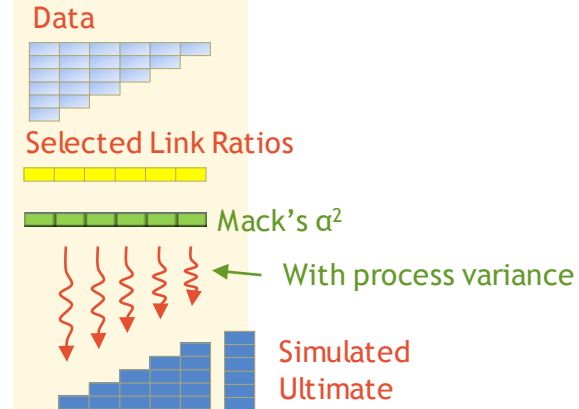 Data
Selected Link Ratios
Mack's α²
With process variance
Simulated
Ultimate